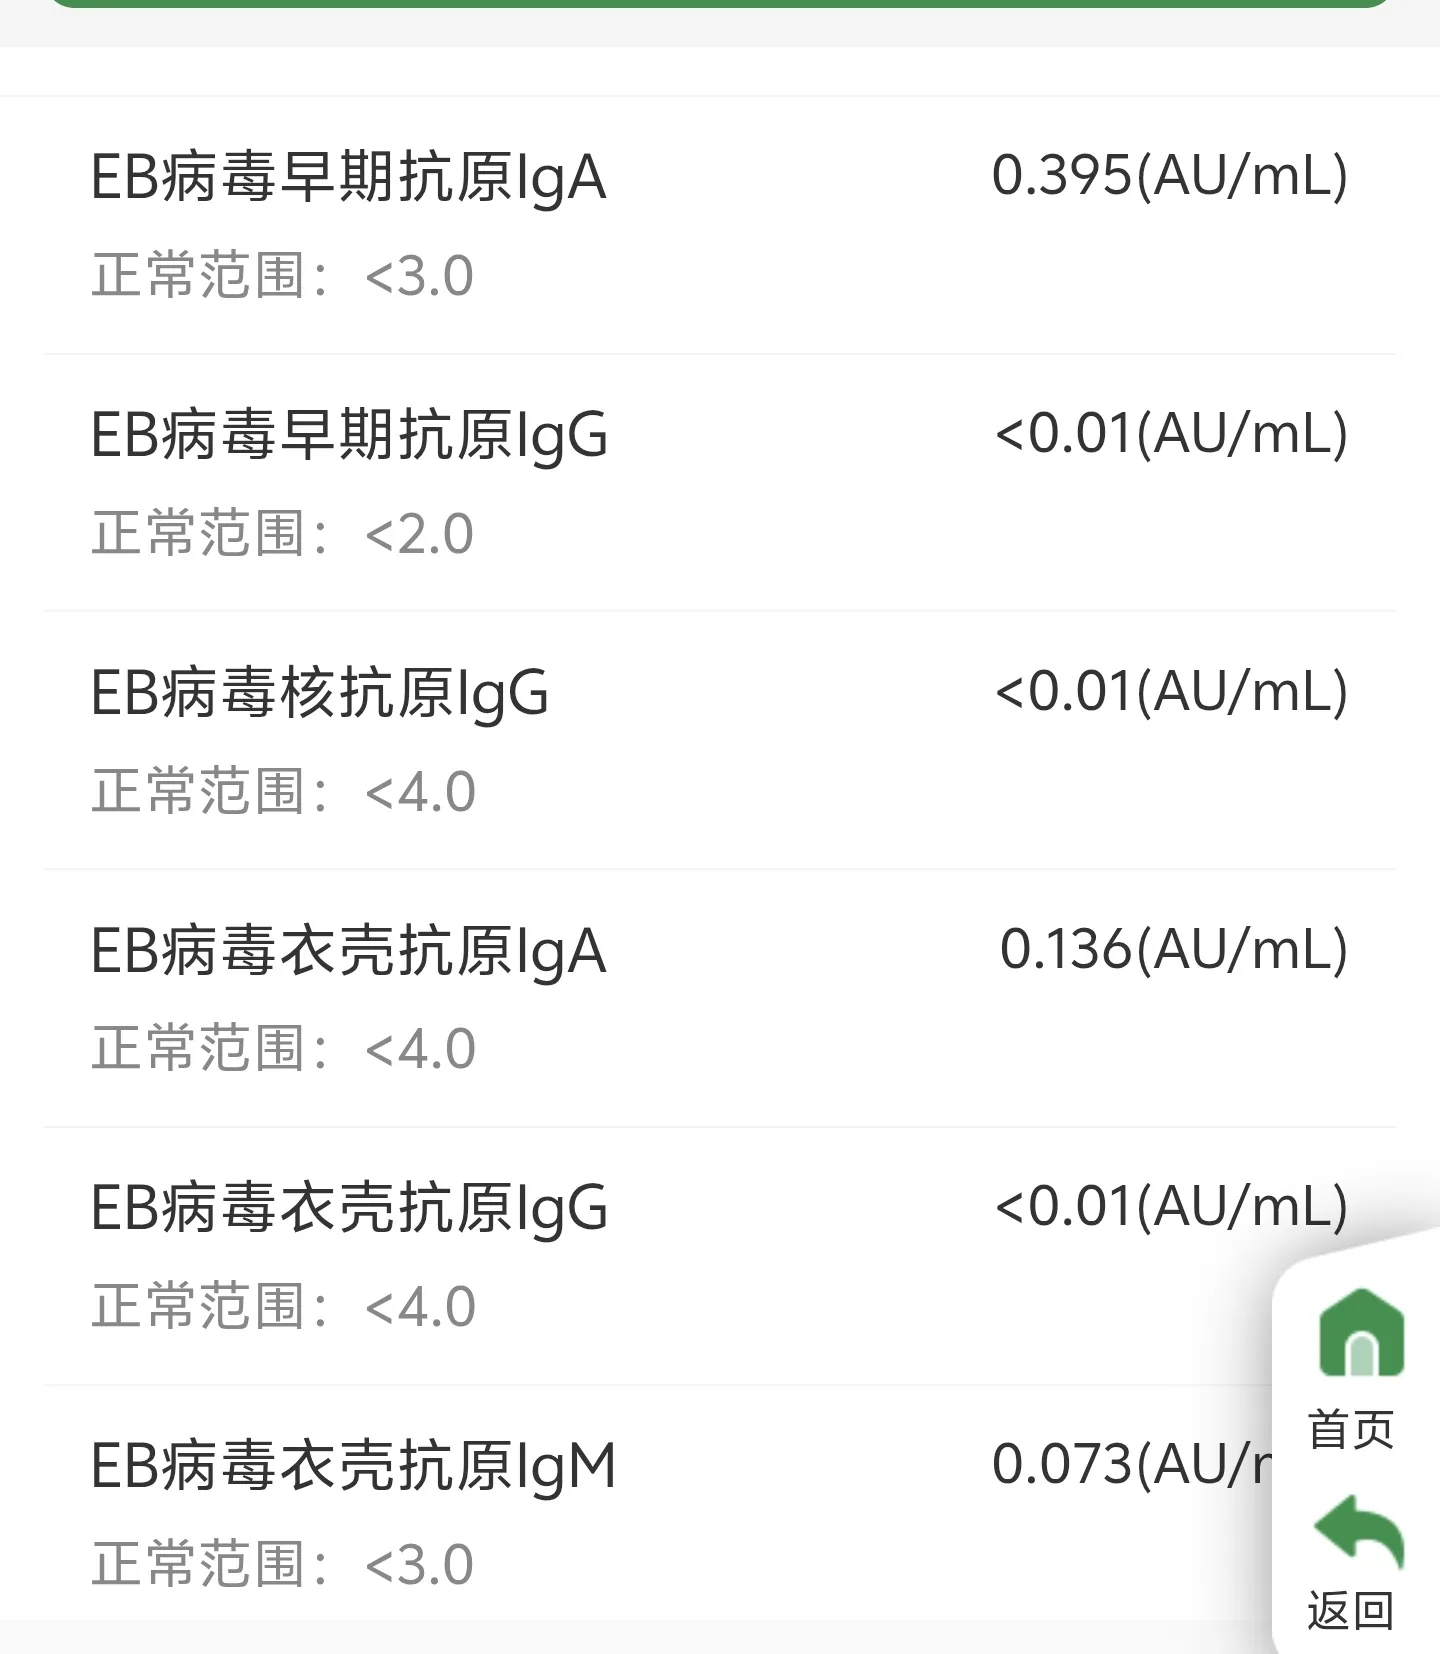 EB病毒早期抗原IgA 0.395(AU/mL)
正常范围：<3.0
EB病毒早期抗原IgG <0.01(AU/mL)
正常范围：<2.0
EB病毒核抗原IgG <0.01(AU/mL)
正常范围：<4.0
EB病毒衣壳抗原IgA 0.136(AU/mL)
正常范围：<4.0
EB病毒衣壳抗原IgG <0.01(AU/mL)
正常范围：<4.0
EB病毒衣壳抗原IgM 0.073(AU/
正常范围：<3.0
首页
返回